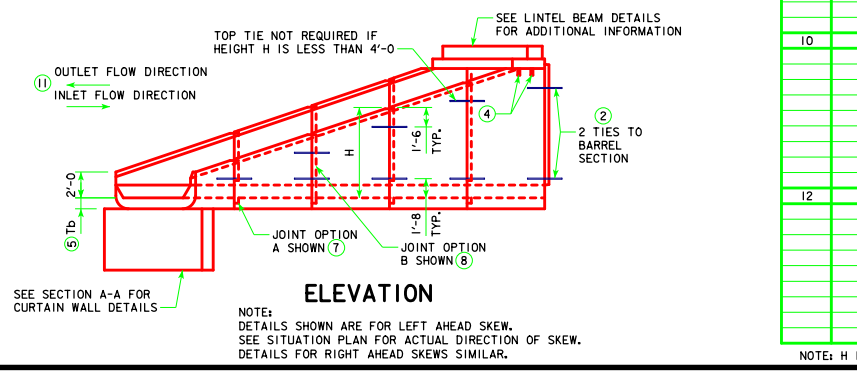 SEE LINTEL BEAM DETAILS
FOR ADDITIONAL INFORMATION
TOP TIE NOT REQUIRED IF
HEIGHT H IS LESS THAN 4'-0
11
OUTLET FLOW DIRECTION
INLET FLOW DIRECTION
4
2
2 TIES TO
BARREL
SECTION
1'-6
TYP.
H
2'-0
1'-8
TYP.
5 Tb
JOINT OPTION
A SHOWN 7
JOINT OPTION
B SHOWN 8
SEE SECTION A-A FOR
CURTAIN WALL DETAILS
ELEVATION
NOTE:
DETAILS SHOWN ARE FOR LEFT AHEAD SKEW.
SEE SITUATION PLAN FOR ACTUAL DIRECTION OF SKEW.
DETAILS FOR RIGHT AHEAD SKEWS SIMILAR.
10
12
NOTE: H